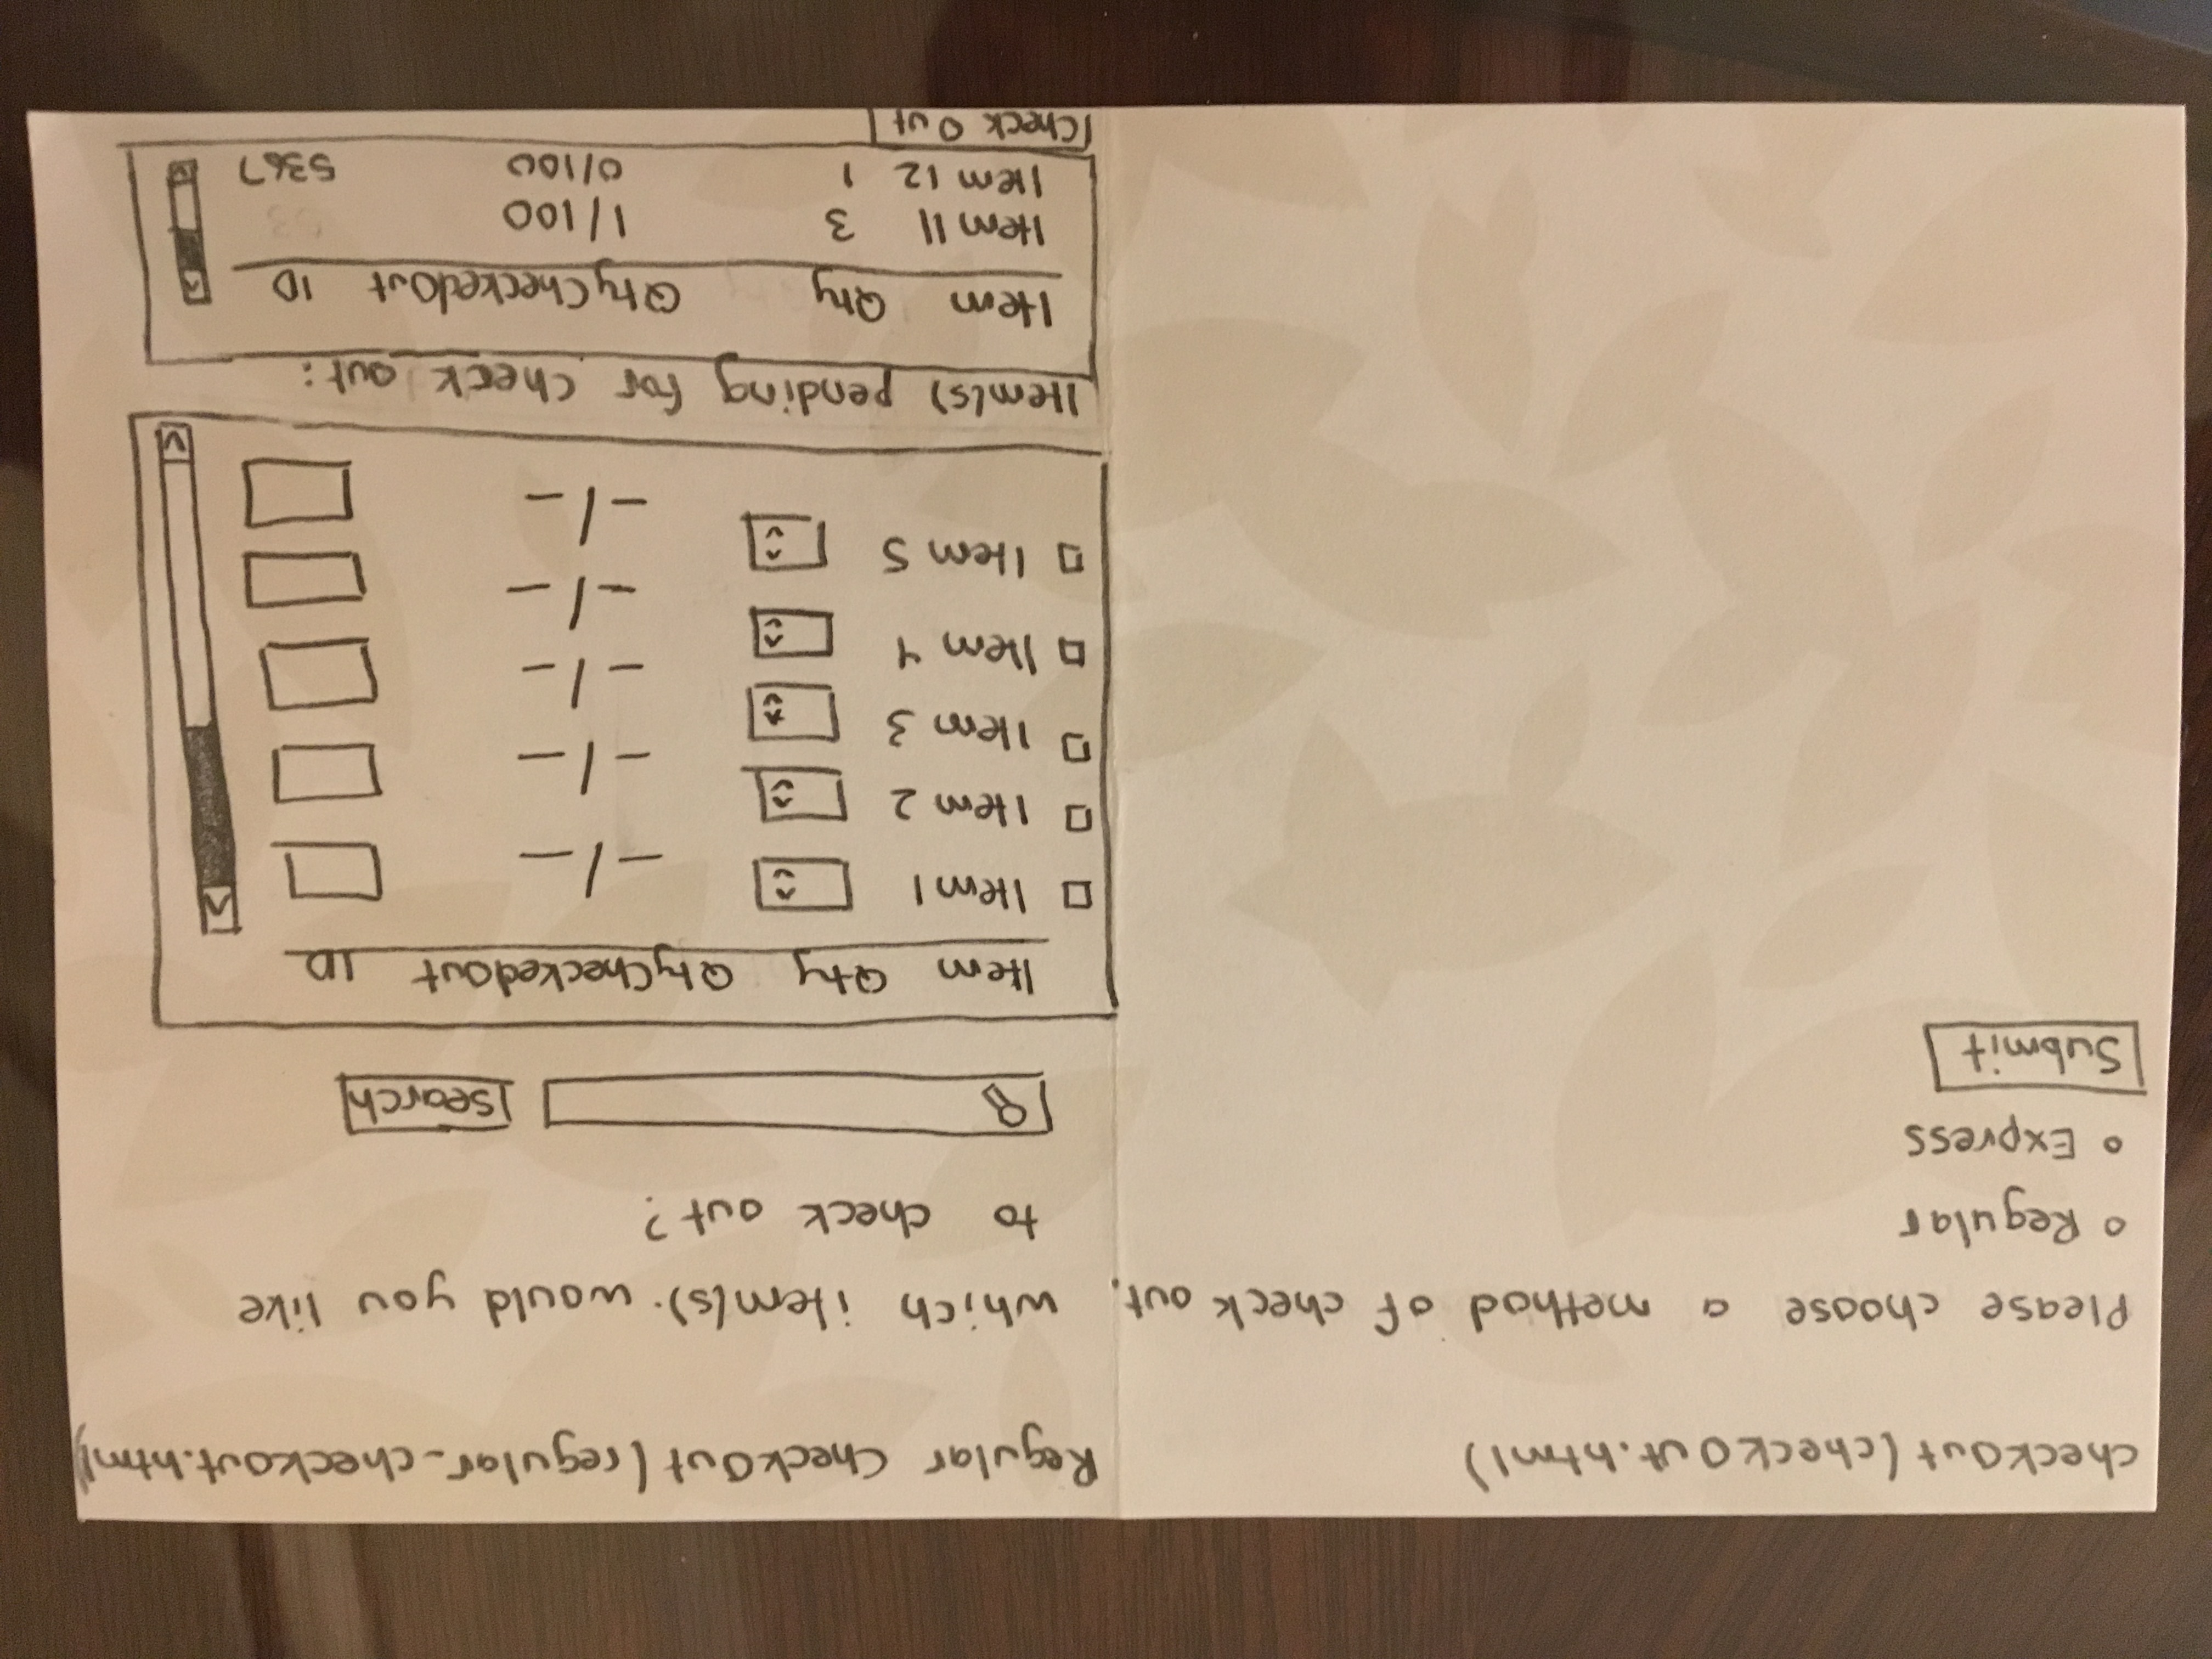 checkOut (checkOut.html)
Please choose a method of check out.
Regular
Express
Submit
Regular CheckOut (regular_checkout.html)
which item(s) would you like
to check out?
search
Item Qty QtyCheckedOut ID
Item 1 - / -
Item 2 - / -
Item 3 - / -
Item 4 - / -
Item 5 - / -
Item(s) pending for check out:
Item Qty QtyCheckedOut ID
Item 11 3 1/100
Item 12 1 0/100 5367
Check Out